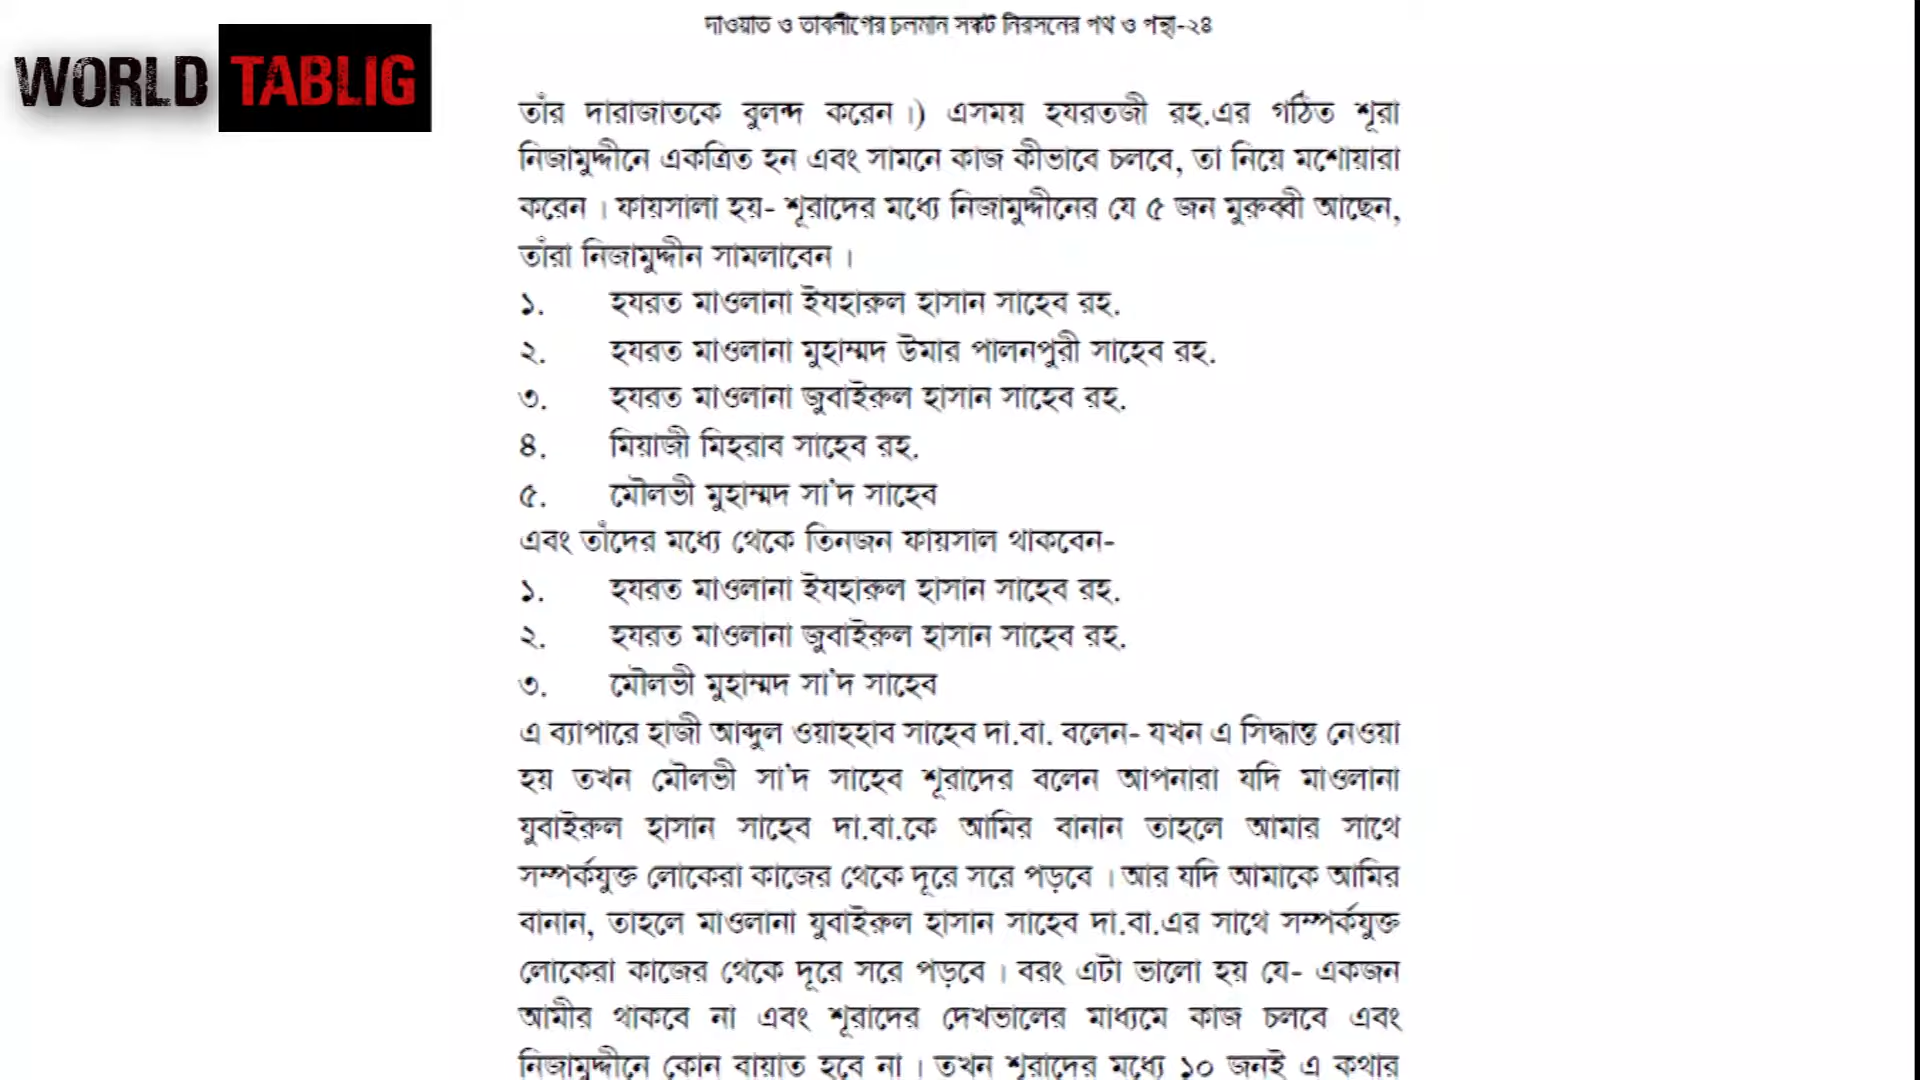 দাওয়াত ও তাবলীগের চলমান সঙ্কট নিরসনের পথ ও পন্থা-২৪
WORLD TABLIG
তাঁর দারাজাতকে বুলন্দ করেন।) এসময় হযরতজী রহ.এর গঠিত শূরা
নিজামুদ্দীনে একত্রিত হন এবং সামনে কাজ কীভাবে চলবে, তা নিয়ে মশোয়ারা
করেন। ফায়সালা হয়- শূরাদের মধ্যে নিজামুদ্দীনের যে ৫ জন মুরুব্বী আছেন,
তাঁরা নিজামুদ্দীন সামলাবেন।
১. হযরত মাওলানা ইযহারুল হাসান সাহেব রহ.
২. হযরত মাওলানা মুহাম্মদ উমার পালনপুরী সাহেব রহ.
৩. হযরত মাওলানা জুবাইরুল হাসান সাহেব রহ.
৪. মিয়াজী মিহরাব সাহেব রহ.
৫. মৌলভী মুহাম্মদ সা'দ সাহেব
এবং তাঁদের মধ্যে থেকে তিনজন ফায়সাল থাকবেন-
১. হযরত মাওলানা ইযহারুল হাসান সাহেব রহ.
২. হযরত মাওলানা জুবাইরুল হাসান সাহেব রহ.
৩. মৌলভী মুহাম্মদ সা'দ সাহেব
এ ব্যাপারে হাজী আব্দুল ওয়াহহাব সাহেব দা.বা. বলেন- যখন এ সিদ্ধান্ত নেওয়া
হয় তখন মৌলভী সা'দ সাহেব শূরাদের বলেন আপনারা যদি মাওলানা
যুবাইরুল হাসান সাহেব দা.বা.কে আমির বানান তাহলে আমার সাথে
সম্পর্কযুক্ত লোকেরা কাজের থেকে দূরে সরে পড়বে। আর যদি আমাকে আমির
বানান, তাহলে মাওলানা যুবাইরুল হাসান সাহেব দা.বা.এর সাথে সম্পর্কযুক্ত
লোকেরা কাজের থেকে দূরে সরে পড়বে। বরং এটা ভালো হয় যে- একজন
আমীর থাকবে না এবং শূরাদের দেখভালের মাধ্যমে কাজ চলবে এবং
নিজামুদ্দীনে কোন বায়াত হবে না। তখন শূরাদের মধ্যে ১০ জনই এ কথার